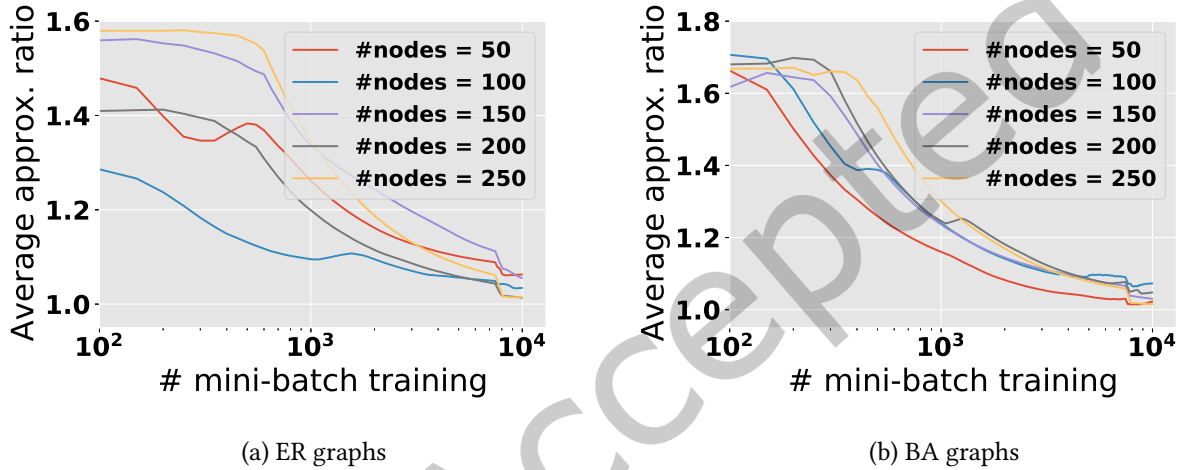 Average approx. ratio
1.6
1.4
1.2
1.0
#nodes = 50
#nodes = 100
#nodes = 150
#nodes = 200
#nodes = 250
10²
10³
10⁴
# mini-batch training
(a) ER graphs
Average approx. ratio
1.8
1.6
1.4
1.2
1.0
#nodes = 50
#nodes = 100
#nodes = 150
#nodes = 200
#nodes = 250
10²
10³
10⁴
# mini-batch training
(b) BA graphs
Accepted